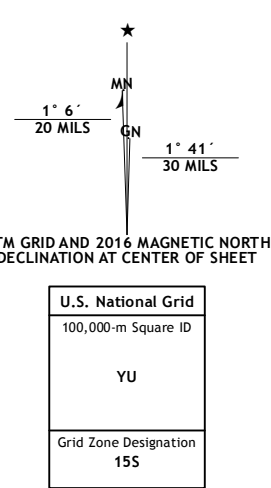 MN
1° 6´
20 MILS
GN
1° 41´
30 MILS
TM GRID AND 2016 MAGNETIC NORTH
DECLINATION AT CENTER OF SHEET
U.S. National Grid
100,000-m Square ID
YU
Grid Zone Designation
15S